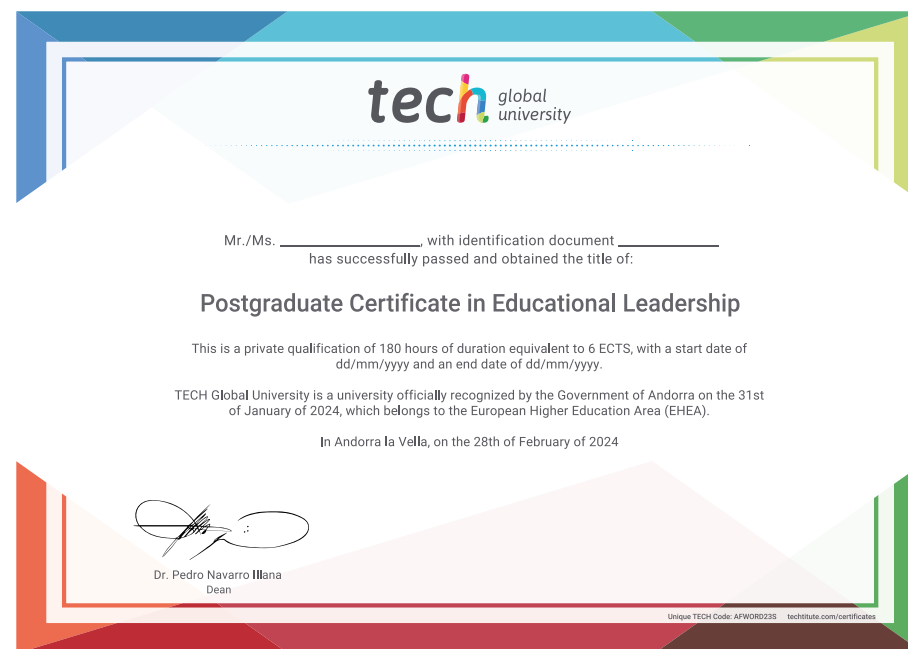 tech global university
Mr./Ms. ____________, with identification document ____________
has successfully passed and obtained the title of:
Postgraduate Certificate in Educational Leadership
This is a private qualification of 180 hours of duration equivalent to 6 ECTS, with a start date of
dd/mm/yyyy and an end date of dd/mm/yyyy.
TECH Global University is a university officially recognized by the Government of Andorra on the 31st
of January of 2024, which belongs to the European Higher Education Area (EHEA).
In Andorra la Vella, on the 28th of February of 2024
Dr. Pedro Navarro Illana
Dean
Unique TECH Code: AFWORD23S techtitute.com/certificates